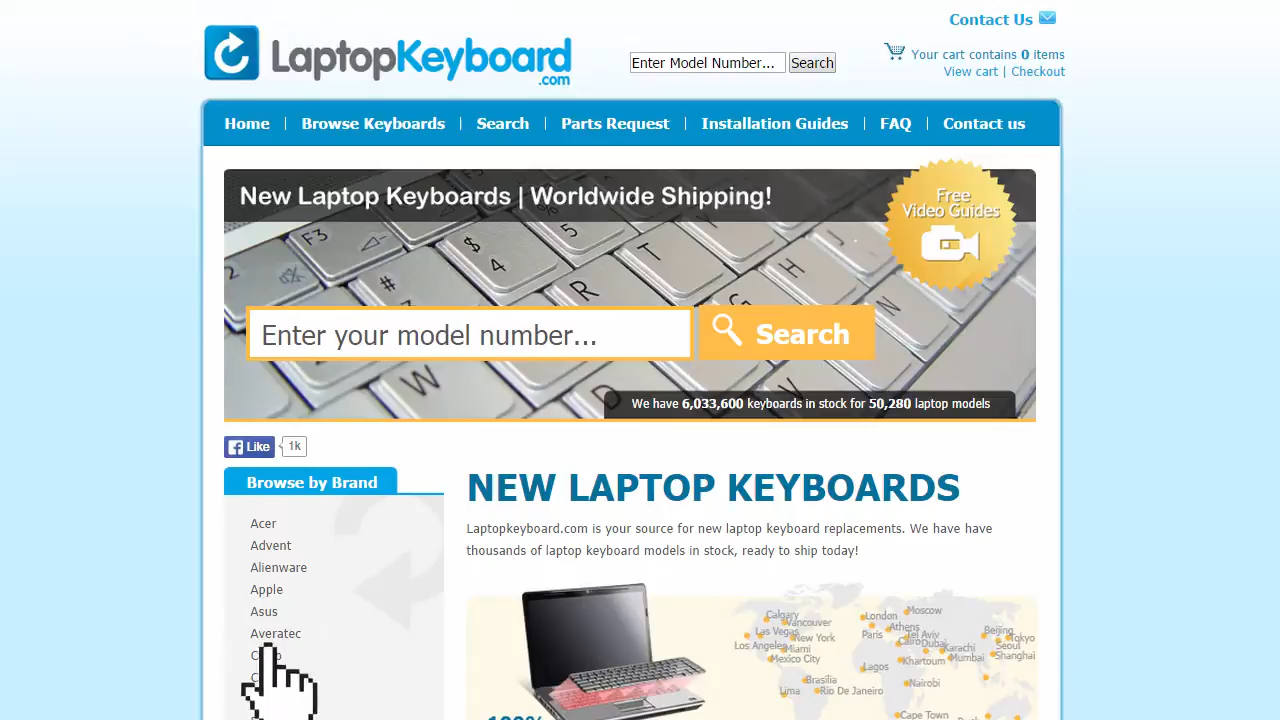 Contact Us
LaptopKeyboard
.com
Enter Model Number... Search
Your cart contains 0 items
View cart | Checkout
Home | Browse Keyboards | Search | Parts Request | Installation Guides | FAQ | Contact us
New Laptop Keyboards | Worldwide Shipping!
Free
Video Guides
F3
5
$
4
T
2
#
R
H
G
N
Enter your model number...
Search
W
D
V
We have 6,033,600 keyboards in stock for 50,280 laptop models
Like 1k
Browse by Brand
Acer
Advent
Alienware
Apple
Asus
Averatec
NEW LAPTOP KEYBOARDS
Laptopkeyboard.com is your source for new laptop keyboard replacements. We have have
thousands of laptop keyboard models in stock, ready to ship today!
Calgary
Vancouver
Las Vegas
New York
Los Angeles
Miami
Mexico City
Brasilia
Lima
Rio De Janeiro
London
Moscow
Paris
Athens
Tel Aviv
Cairo
Dubai
Karachi
Lagos
Khartoum
Mumbai
Nairobi
Cape Town
Beijing
Tokyo
Seoul
Shanghai
100%